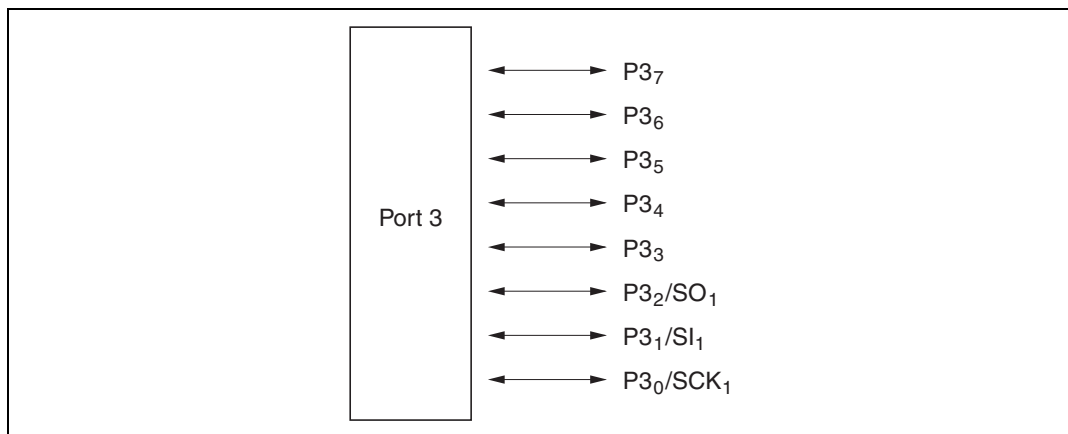 P3₇
P3₆
P3₅
P3₄
Port 3
P3₃
P3₂/SO₁
P3₁/SI₁
P3₀/SCK₁